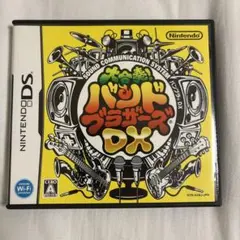 Nintendo
NINTENDO DS
SOUND COMMUNICATION
大合奏!
バンド
ブラザーズ
DX
Wi-Fi
A